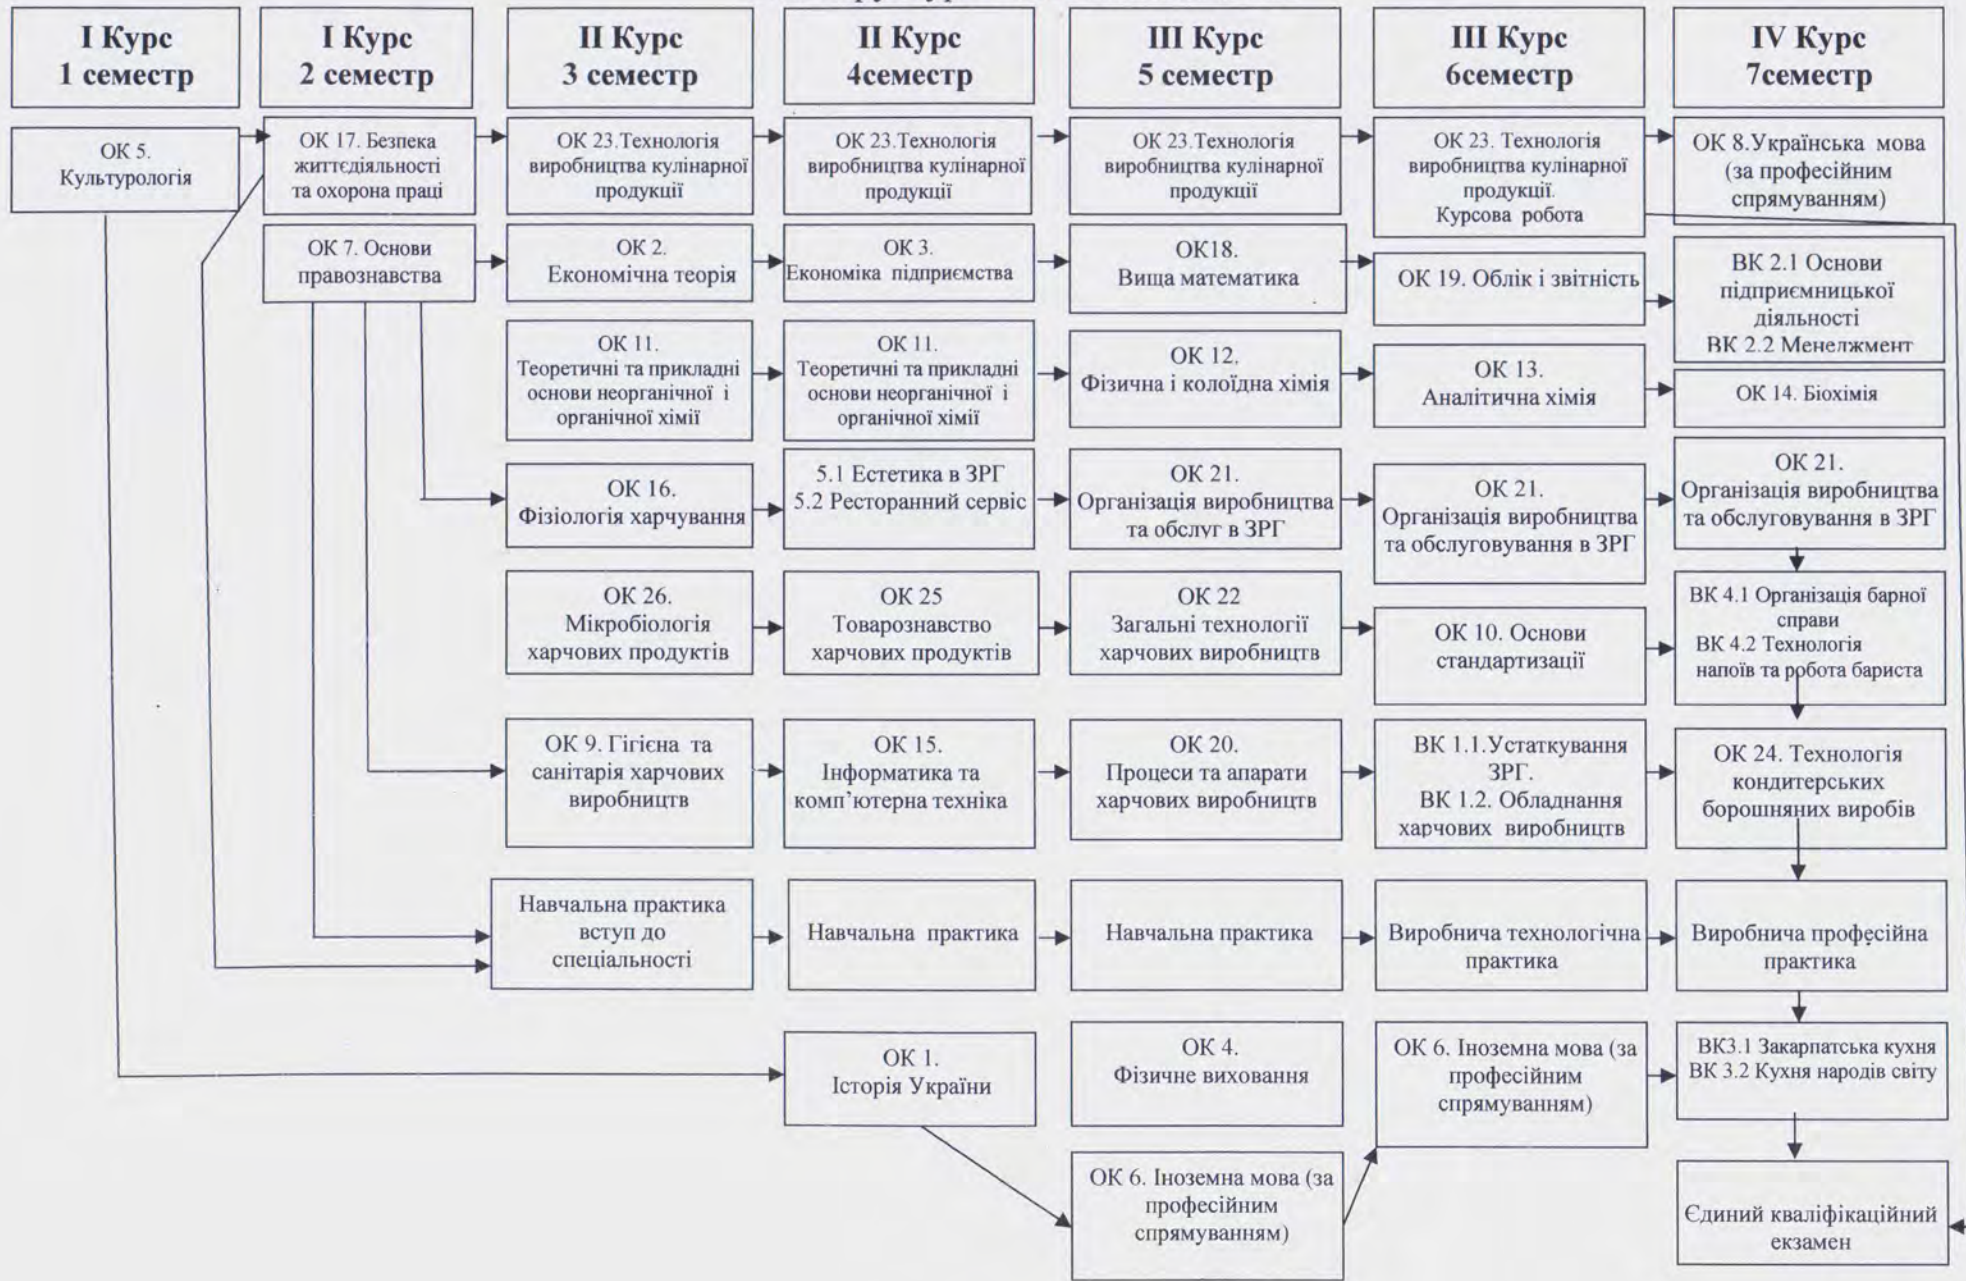 І Курс
1 семестр
І Курс
2 семестр
ІІ Курс
3 семестр
ІІ Курс
4семестр
ІІІ Курс
5 семестр
ІІІ Курс
6семестр
IV Курс
7семестр
ОК 5.
Культурологія
ОК 17. Безпека
життєдіяльності
та охорона праці
ОК 23.Технологія
виробництва кулінарної
продукції
ОК 23.Технологія
виробництва кулінарної
продукції
ОК 23.Технологія
виробництва кулінарної
продукції
ОК 23. Технологія
виробництва кулінарної
продукції.
Курсова робота
ОК 8.Українська мова
(за професійним
спрямуванням)
ОК 7. Основи
правознавства
ОК 2.
Економічна теорія
ОК 3.
Економіка підприємства
ОК18.
Вища математика
ОК 19. Облік і звітність
ВК 2.1 Основи
підприємницької
діяльності
ВК 2.2 Менеджмент
ОК 11.
Теоретичні та прикладні
основи неорганічної і
органічної хімії
ОК 11.
Теоретичні та прикладні
основи неорганічної і
органічної хімії
ОК 12.
Фізична і колоїдна хімія
ОК 13.
Аналітична хімія
ОК 14. Біохімія
ОК 16.
Фізіологія харчування
5.1 Естетика в ЗРГ
5.2 Ресторанний сервіс
ОК 21.
Організація виробництва
та обслуг в ЗРГ
ОК 21.
Організація виробництва
та обслуговування в ЗРГ
ОК 21.
Організація виробництва
та обслуговування в ЗРГ
ОК 26.
Мікробіологія
харчових продуктів
ОК 25
Товарознавство
харчових продуктів
ОК 22
Загальні технології
харчових виробництв
ОК 10. Основи
стандартизації
ВК 4.1 Організація барної
справи
ВК 4.2 Технологія
напоїв та робота бариста
ОК 9. Гігієна та
санітарія харчових
виробництв
ОК 15.
Інформатика та
комп’ютерна техніка
ОК 20.
Процеси та апарати
харчових виробництв
ВК 1.1.Устаткування
ЗРГ.
ВК 1.2. Обладнання
харчових виробництв
ОК 24. Технологія
кондитерських
борошняних виробів
Навчальна практика
вступ до
спеціальності
Навчальна практика
Навчальна практика
Виробнича технологічна
практика
Виробнича професійна
практика
ОК 1.
Історія України
ОК 4.
Фізичне виховання
ОК 6. Іноземна мова (за
професійним
спрямуванням)
ВК3.1 Закарпатська кухня
ВК 3.2 Кухня народів світу
ОК 6. Іноземна мова (за
професійним
спрямуванням)
Єдиний кваліфікаційний
екзамен